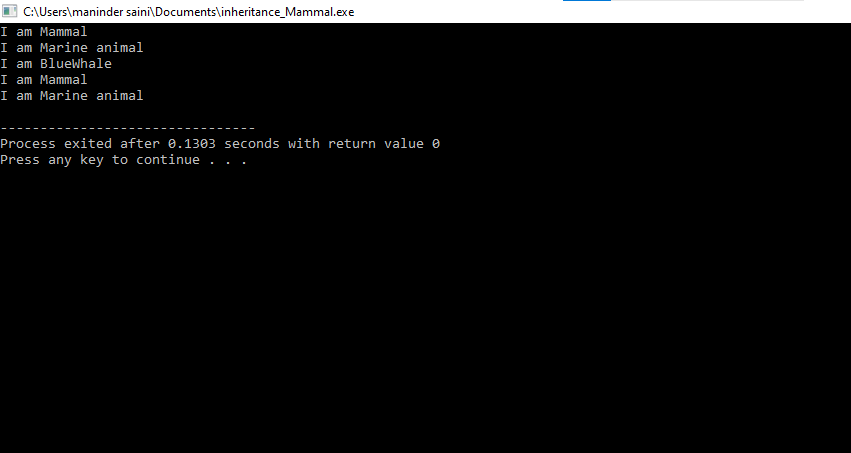 C:\Users\maninder saini\Documents\inheritance_Mammal.exe
I am Mammal
I am Marine animal
I am BlueWhale
I am Mammal
I am Marine animal
--------------------------------
Process exited after 0.1303 seconds with return value 0
Press any key to continue . . .